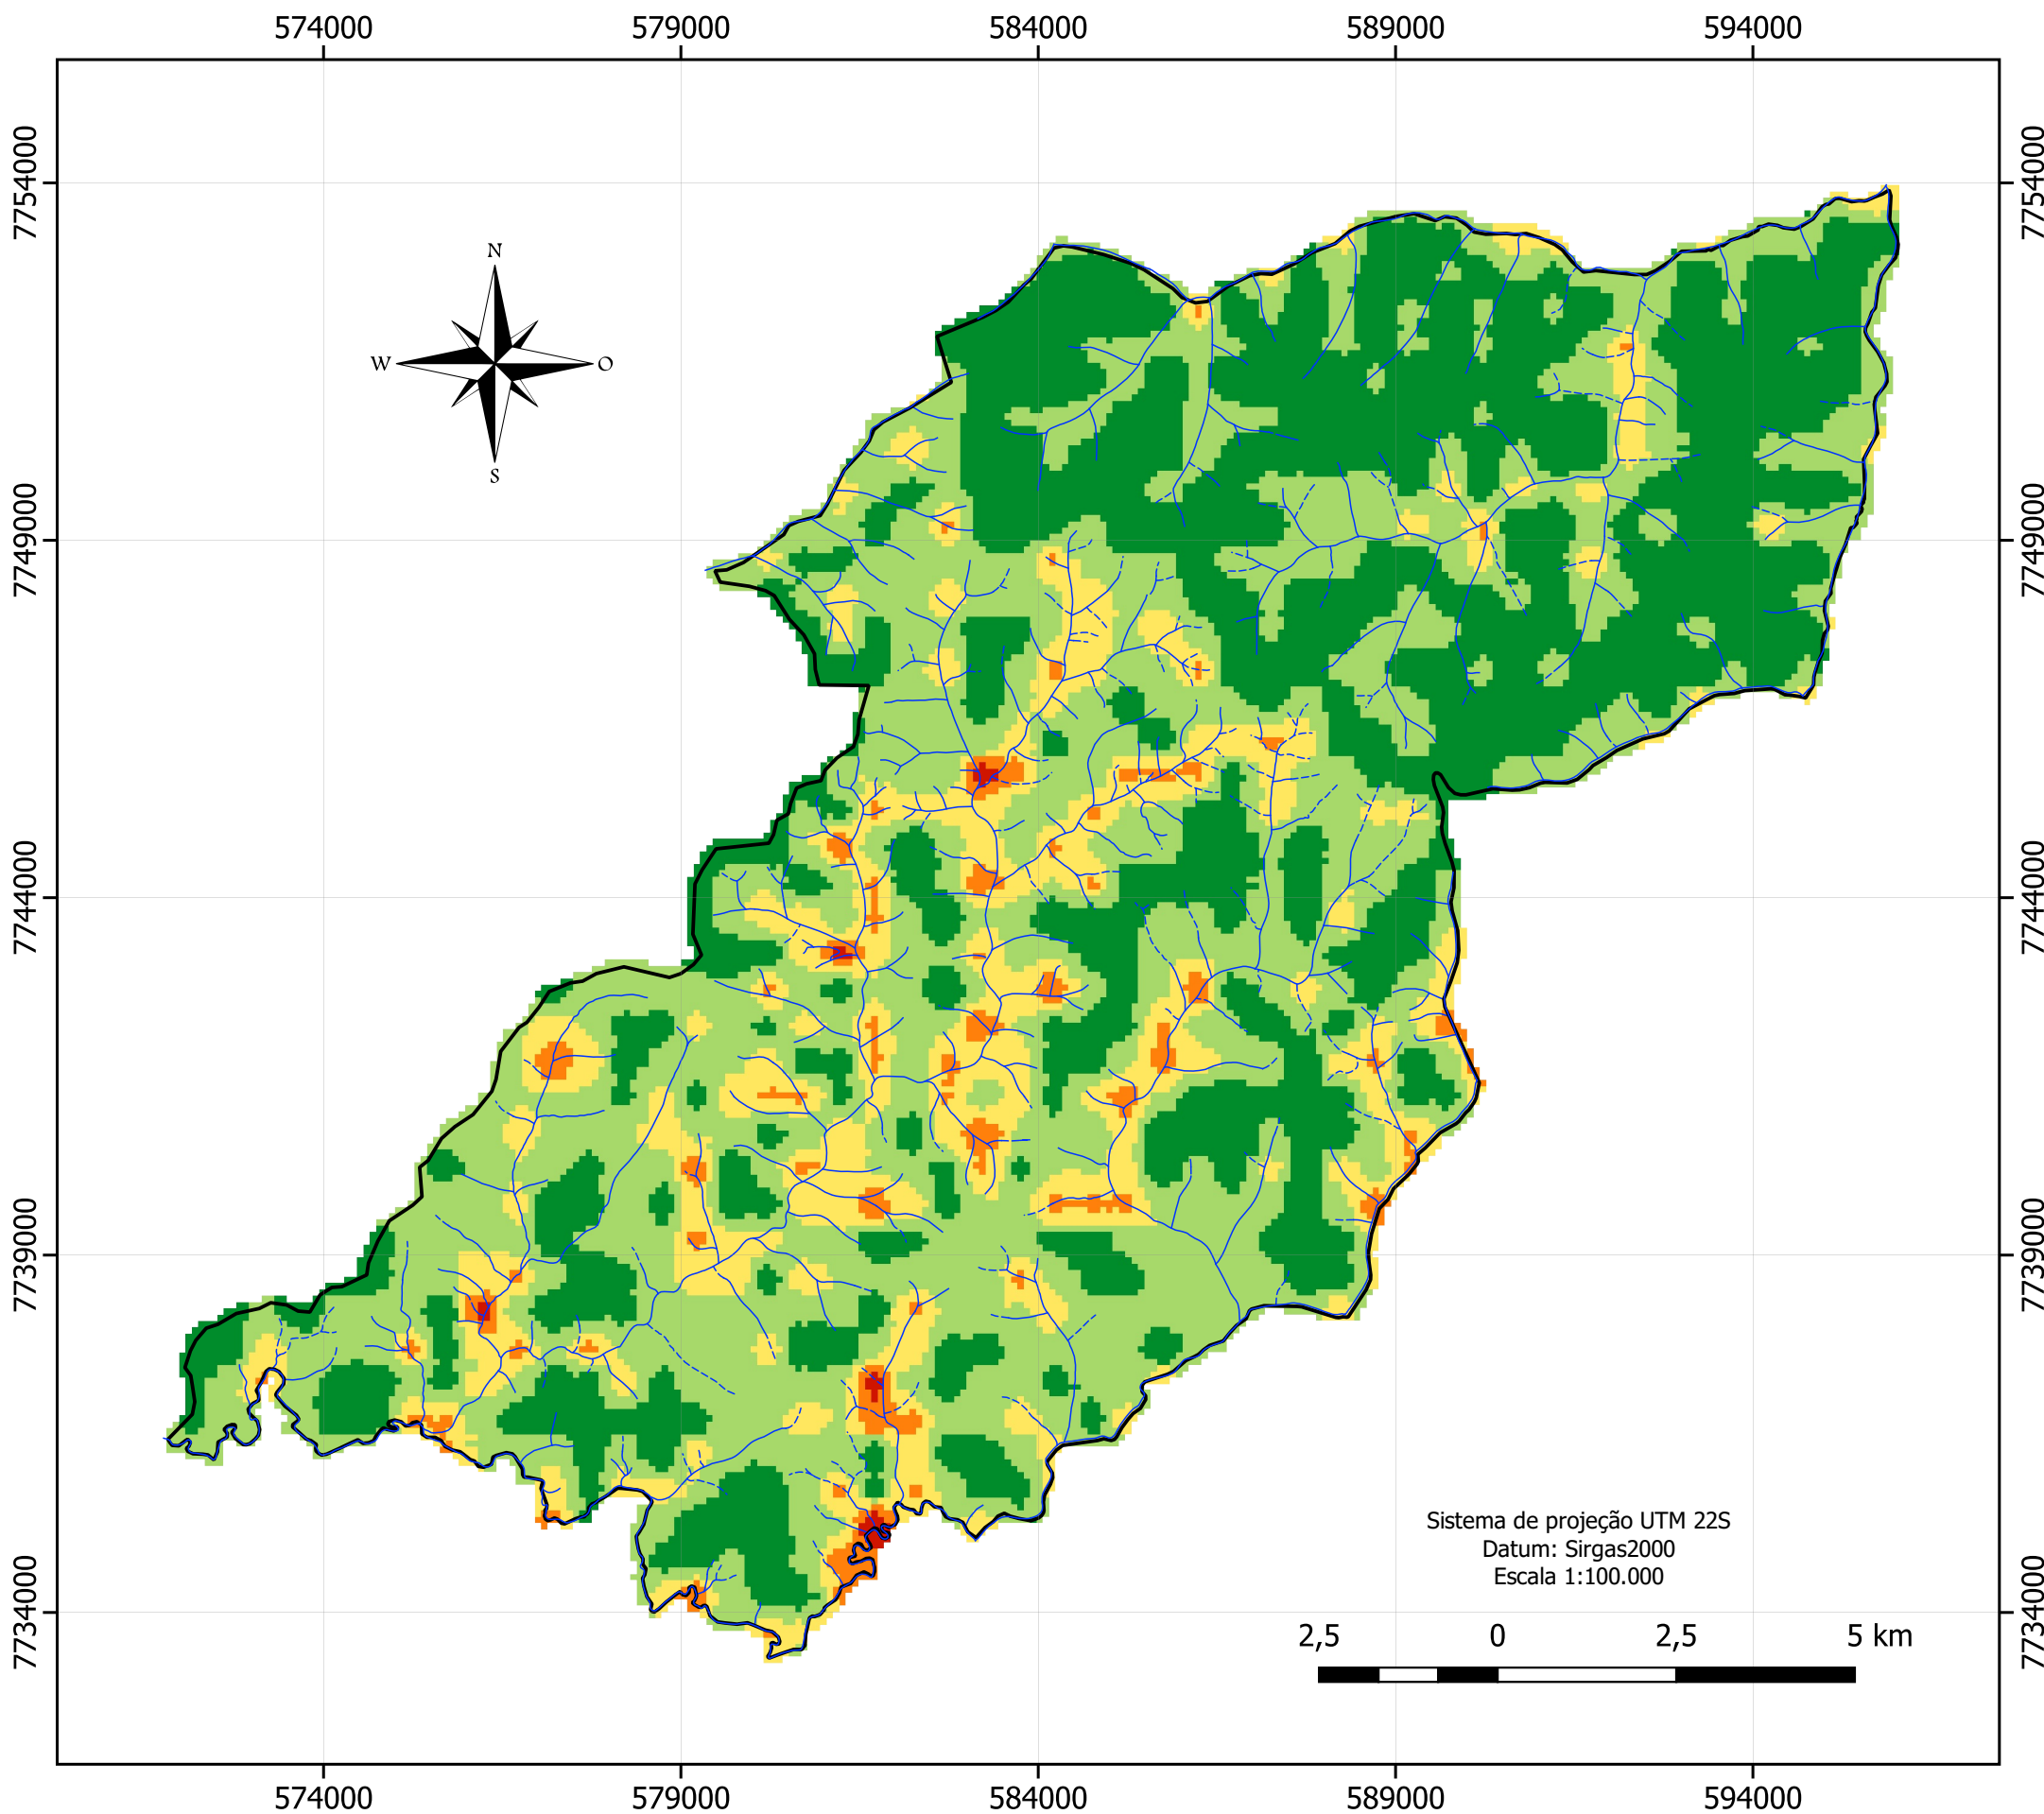 574000 579000 584000 589000 594000
7754000 7754000
N
W O
S
7749000 7749000
7744000 7744000
7739000 7739000
Sistema de projeção UTM 22S
Datum: Sirgas2000
Escala 1:100.000
7734000 7734000
2,5 0 2,5 5 km
574000 579000 584000 589000 594000